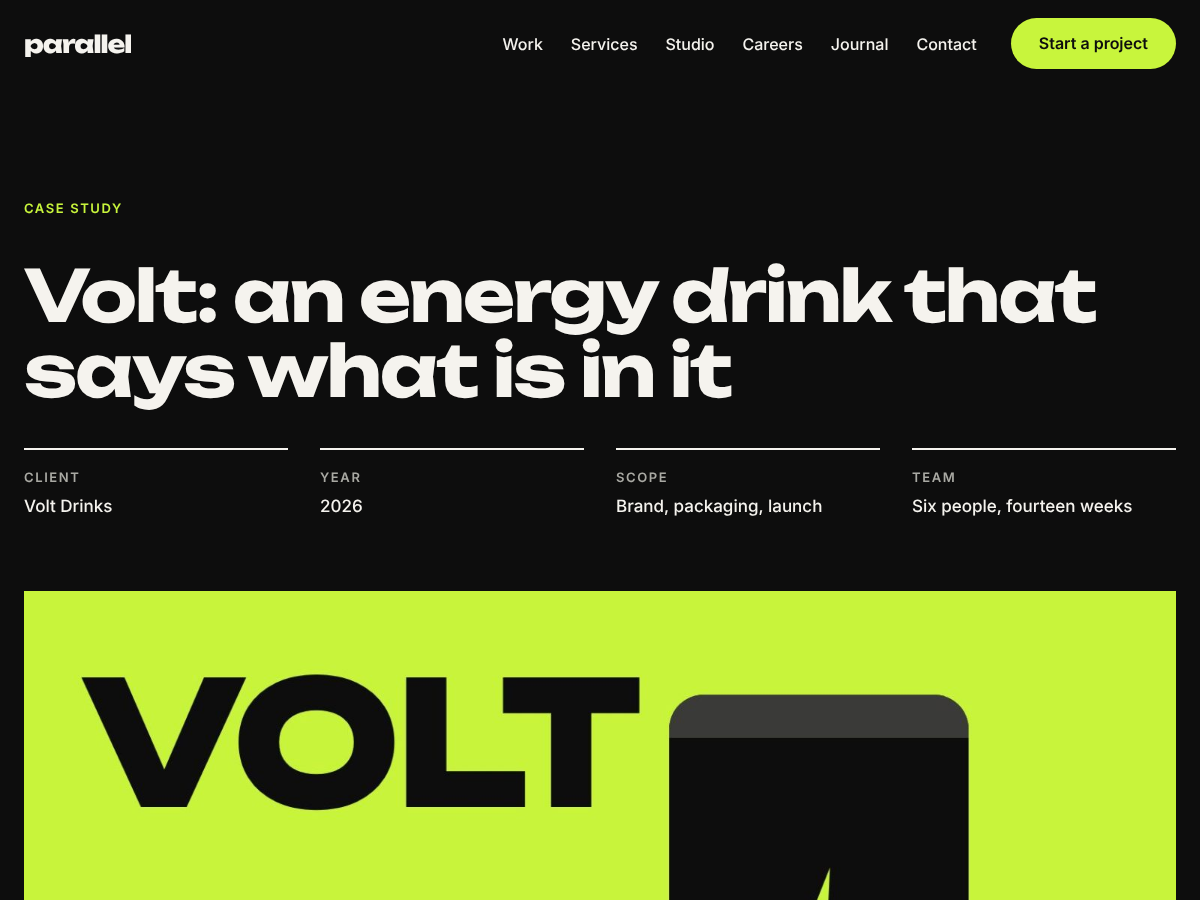 parallel
Work Services Studio Careers Journal Contact Start a project
CASE STUDY
Volt: an energy drink that
says what is in it
CLIENT YEAR SCOPE TEAM
Volt Drinks 2026 Brand, packaging, launch Six people, fourteen weeks
VOLT